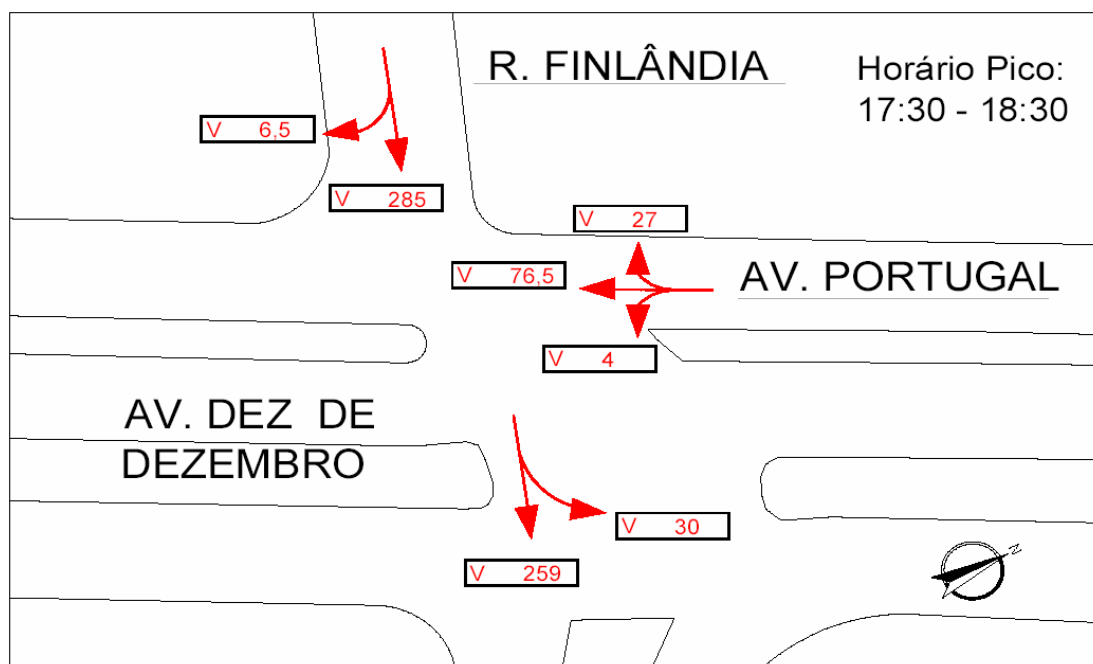 R. FINLÂNDIA
Horário Pico:
17:30 - 18:30
V 6,5
V 285
V 27
V 76,5
AV. PORTUGAL
V 4
AV. DEZ DE
DEZEMBRO
V 30
V 259
N